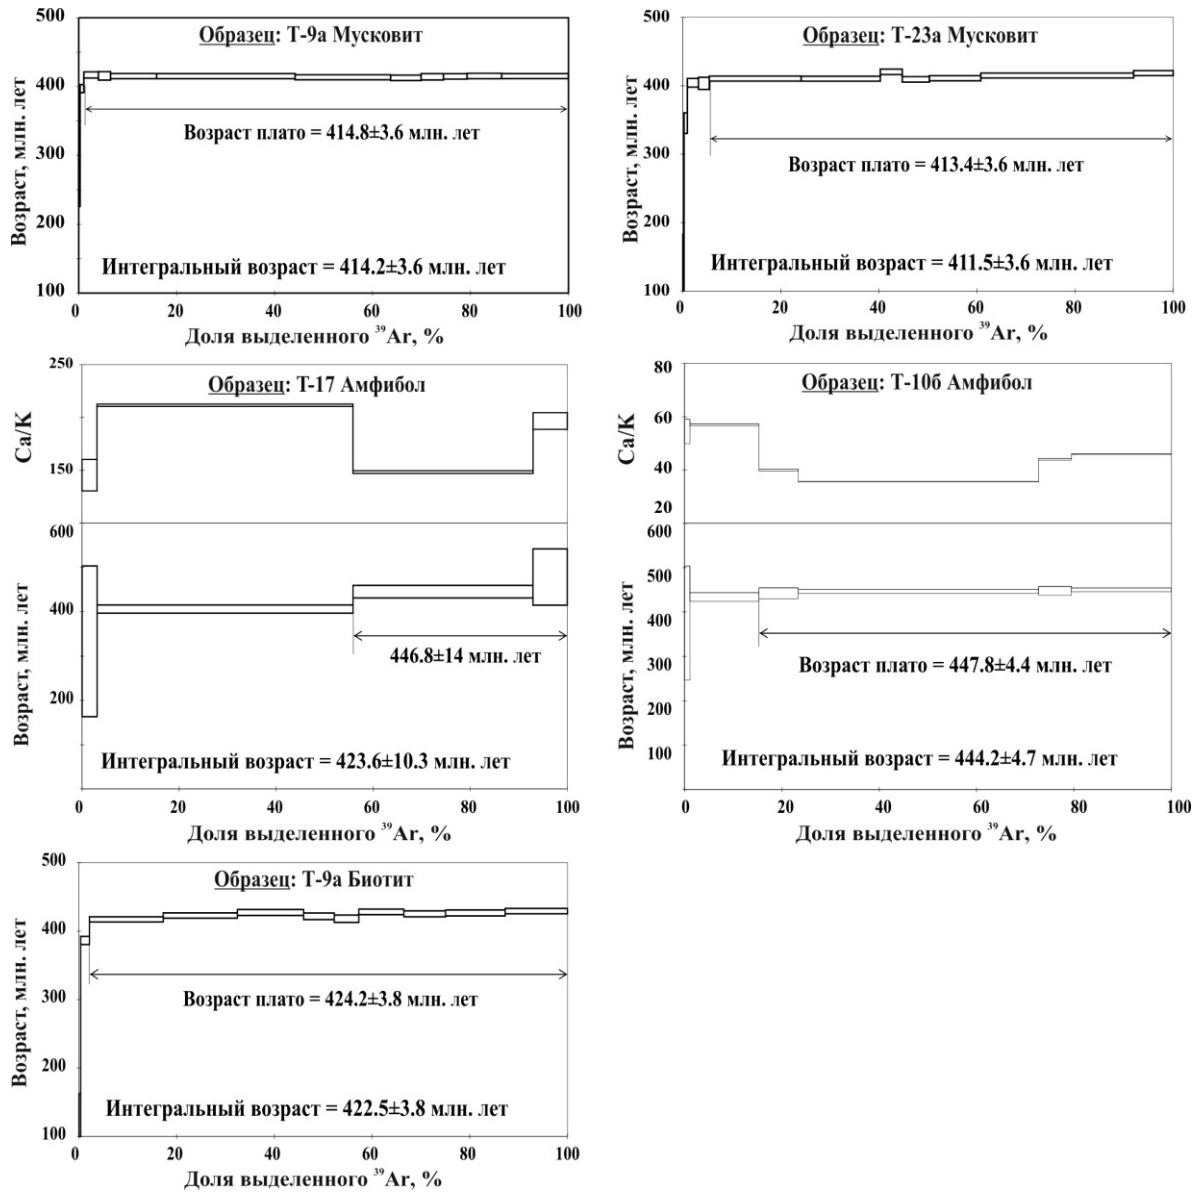 Образец: Т-9а Мусковит
500
400
300
200
100
Возраст, млн. лет
Возраст плато = 414.8±3.6 млн. лет
Интегральный возраст = 414.2±3.6 млн. лет
0 20 40 60 80 100
Доля выделенного ³⁹Ar, %
Образец: Т-23а Мусковит
500
400
300
200
100
Возраст, млн. лет
Возраст плато = 413.4±3.6 млн. лет
Интегральный возраст = 411.5±3.6 млн. лет
0 20 40 60 80 100
Доля выделенного ³⁹Ar, %
Образец: Т-17 Амфибол
250
150
Ca/K
600
400
200
Возраст, млн. лет
446.8±14 млн. лет
Интегральный возраст = 423.6±10.3 млн. лет
0 20 40 60 80 100
Доля выделенного ³⁹Ar, %
Образец: Т-10б Амфибол
80
60
40
20
Ca/K
600
500
400
300
200
100
Возраст, млн. лет
Возраст плато = 447.8±4.4 млн. лет
Интегральный возраст = 444.2±4.7 млн. лет
0 20 40 60 80 100
Доля выделенного ³⁹Ar, %
Образец: Т-9а Биотит
500
400
300
200
100
Возраст, млн. лет
Возраст плато = 424.2±3.8 млн. лет
Интегральный возраст = 422.5±3.8 млн. лет
0 20 40 60 80 100
Доля выделенного ³⁹Ar, %